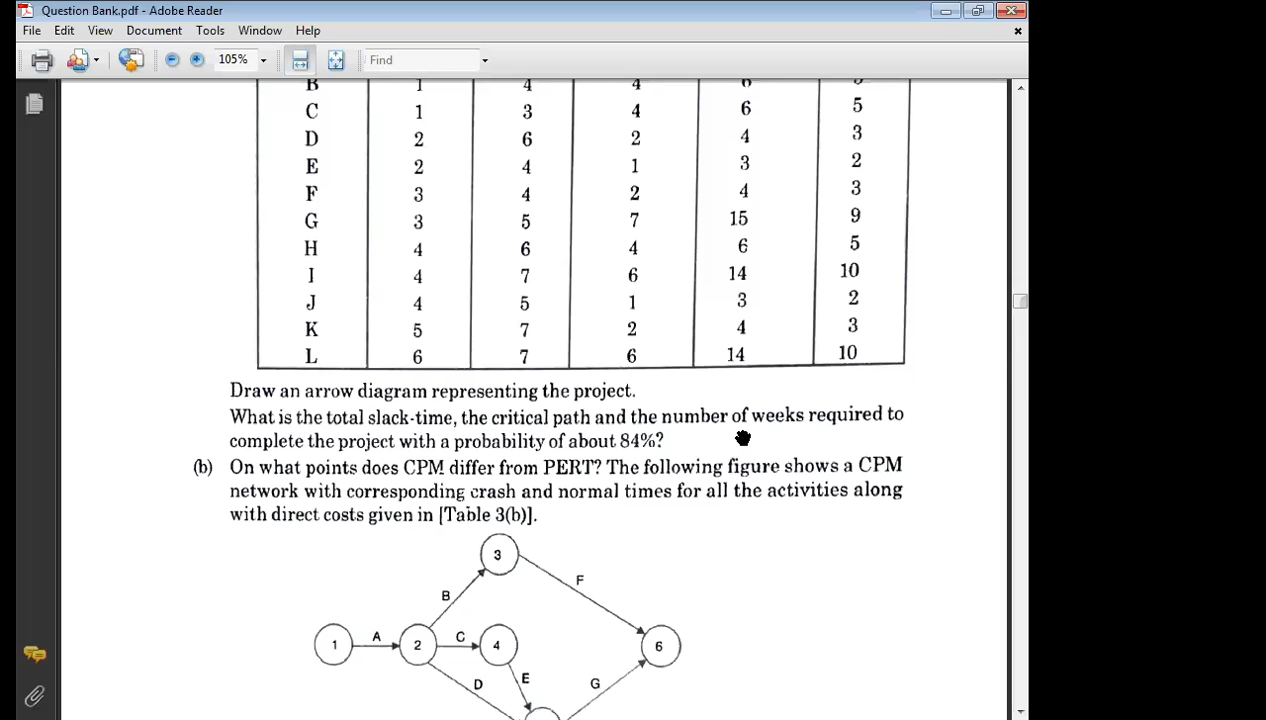 Question Bank.pdf - Adobe Reader
File Edit View Document Tools Window Help
105% Find
B 1 4 4
C 1 3 4 6 5
D 2 6 2 4 3
E 2 4 1 3 2
F 3 4 2 4 3
G 3 5 7 15 9
H 4 6 4 6 5
I 4 7 6 14 10
J 4 5 1 3 2
K 5 7 2 4 3
L 6 7 6 14 10
Draw an arrow diagram representing the project.
What is the total slack-time, the critical path and the number of weeks required to
complete the project with a probability of about 84%?
(b) On what points does CPM differ from PERT? The following figure shows a CPM
network with corresponding crash and normal times for all the activities along
with direct costs given in [Table 3(b)].
3
B F
1 A 2 C 4 6
D E G